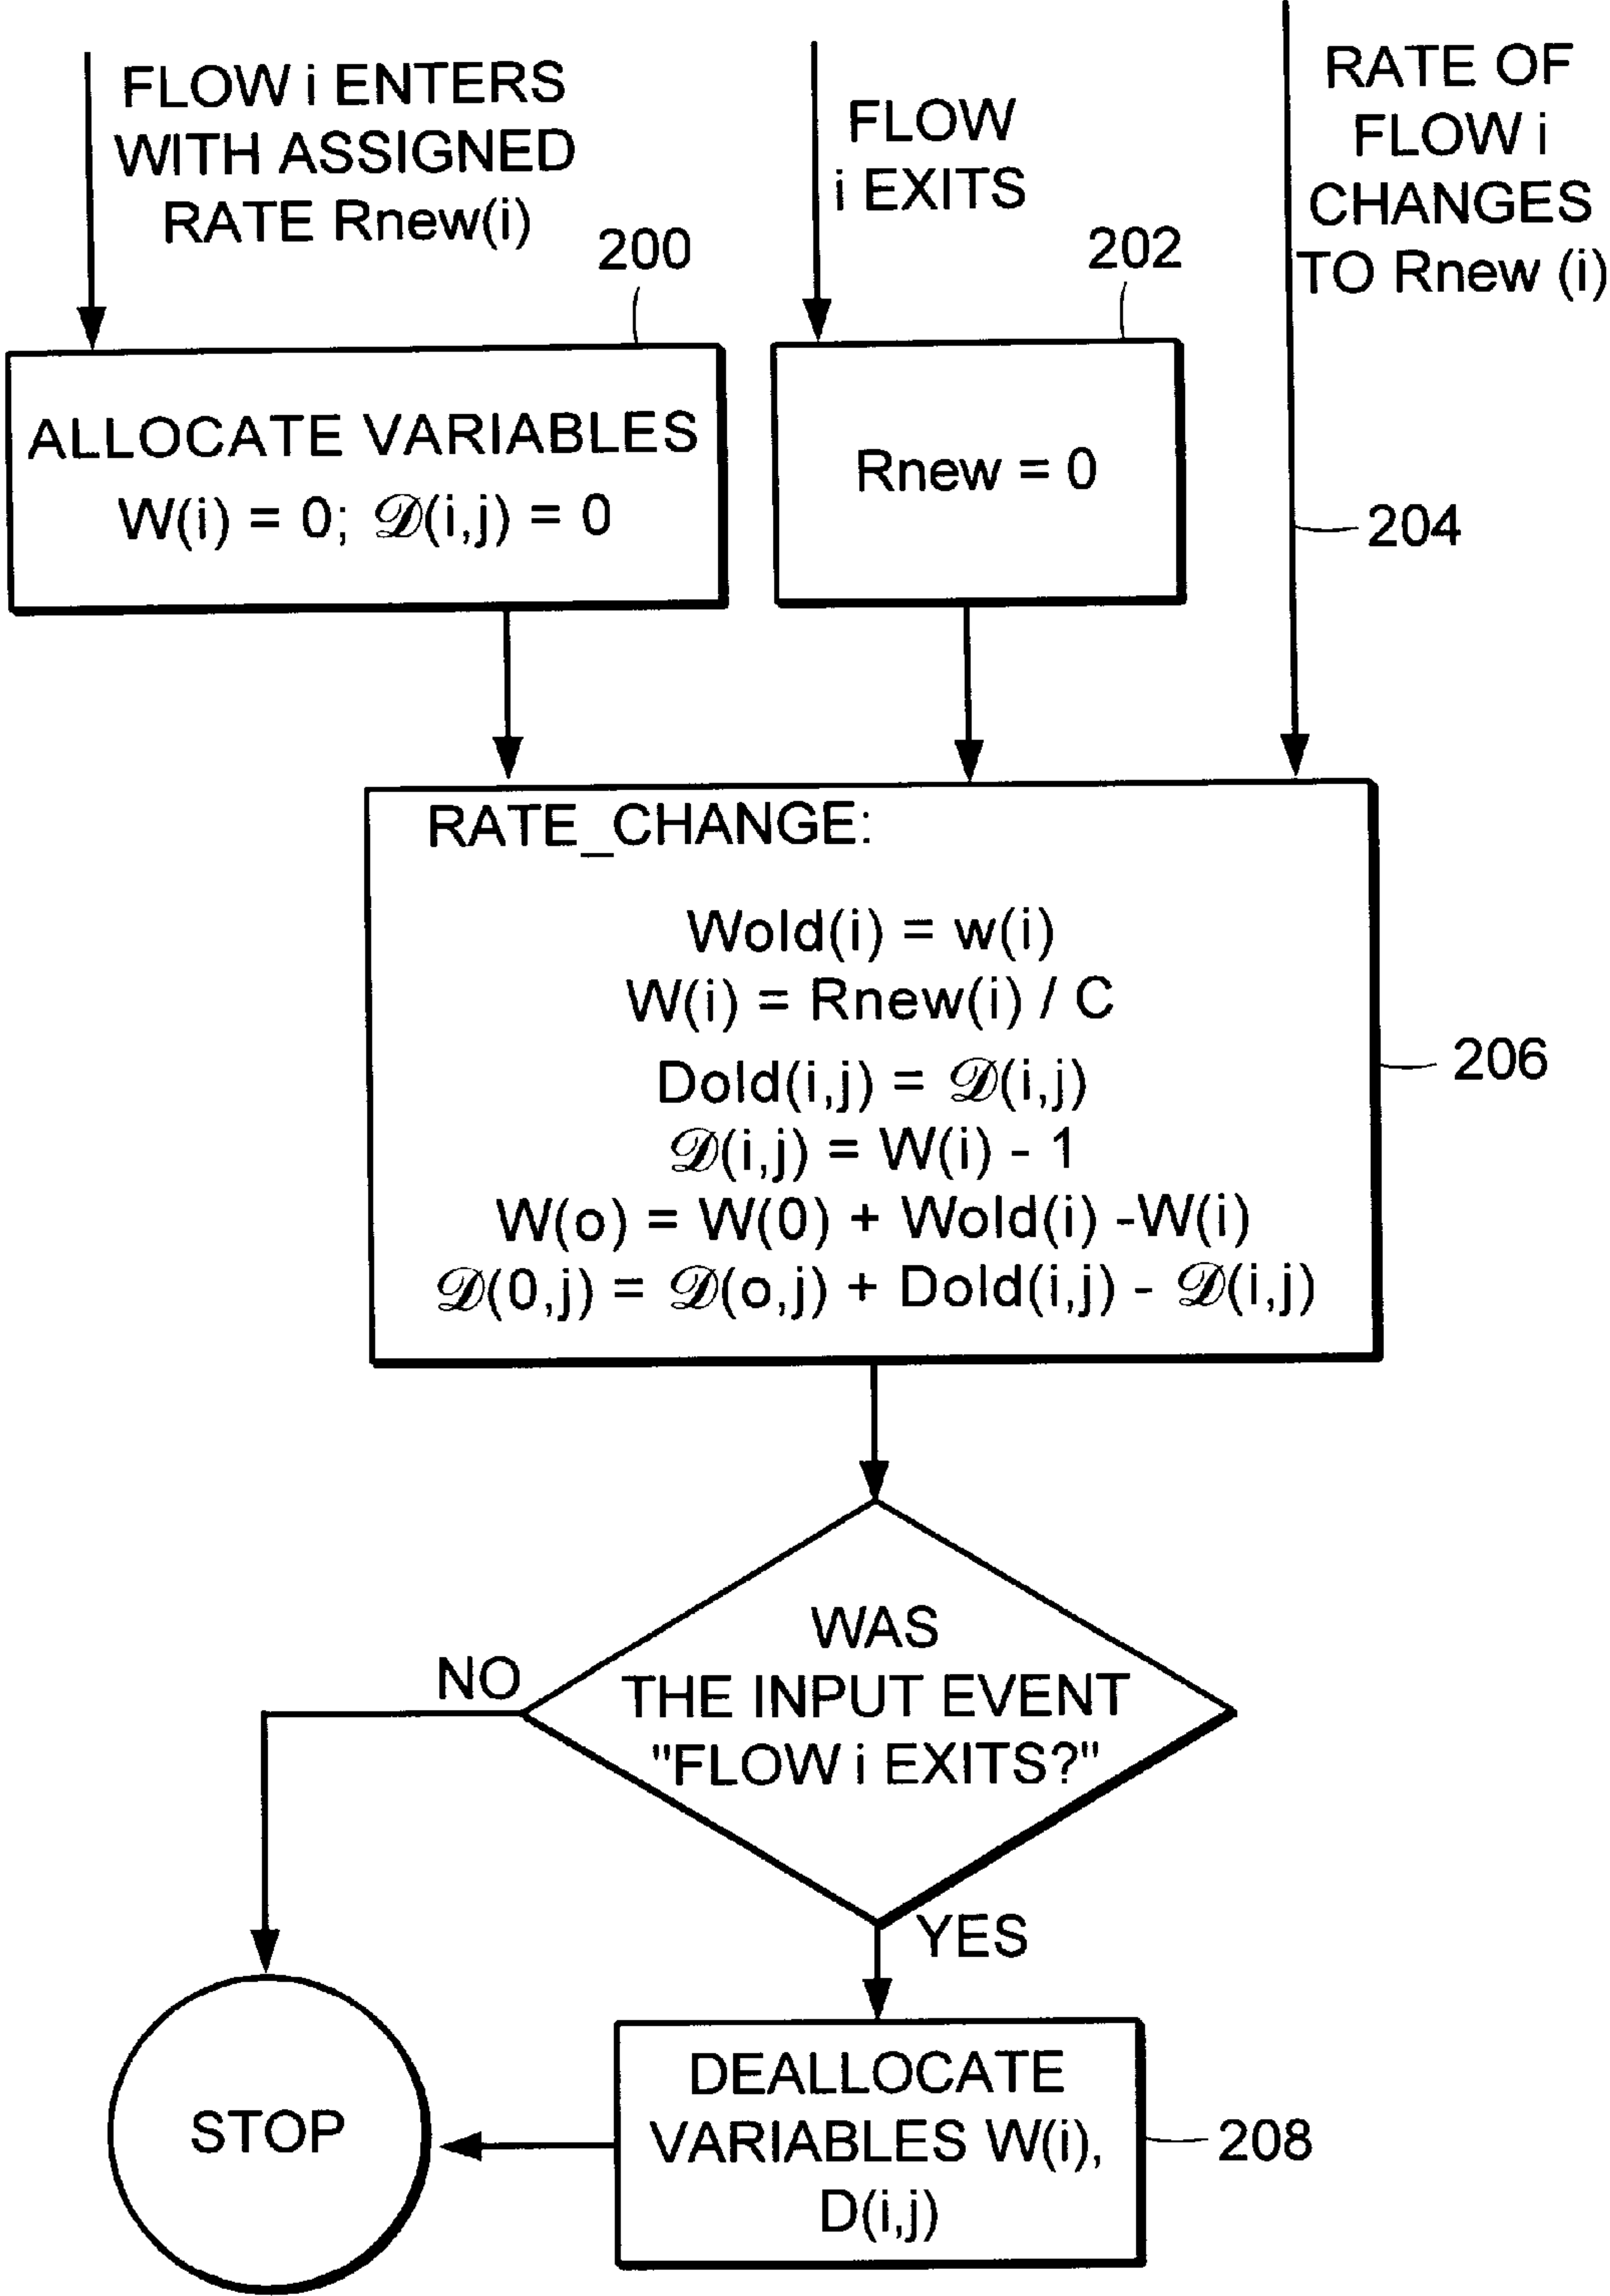 FLOW i ENTERS
WITH ASSIGNED
RATE Rnew(i)
200
FLOW
i EXITS
202
RATE OF
FLOW i
CHANGES
TO Rnew (i)
ALLOCATE VARIABLES
W(i) = 0; 𝒟(i,j) = 0
Rnew = 0
204
RATE_CHANGE:
Wold(i) = w(i)
W(i) = Rnew(i) / C
Dold(i,j) = 𝒟(i,j)
𝒟(i,j) = W(i) - 1
W(o) = W(0) + Wold(i) -W(i)
𝒟(0,j) = 𝒟(o,j) + Dold(i,j) - 𝒟(i,j)
206
WAS
THE INPUT EVENT
"FLOW i EXITS?"
NO
YES
STOP
DEALLOCATE
VARIABLES W(i),
D(i,j)
208